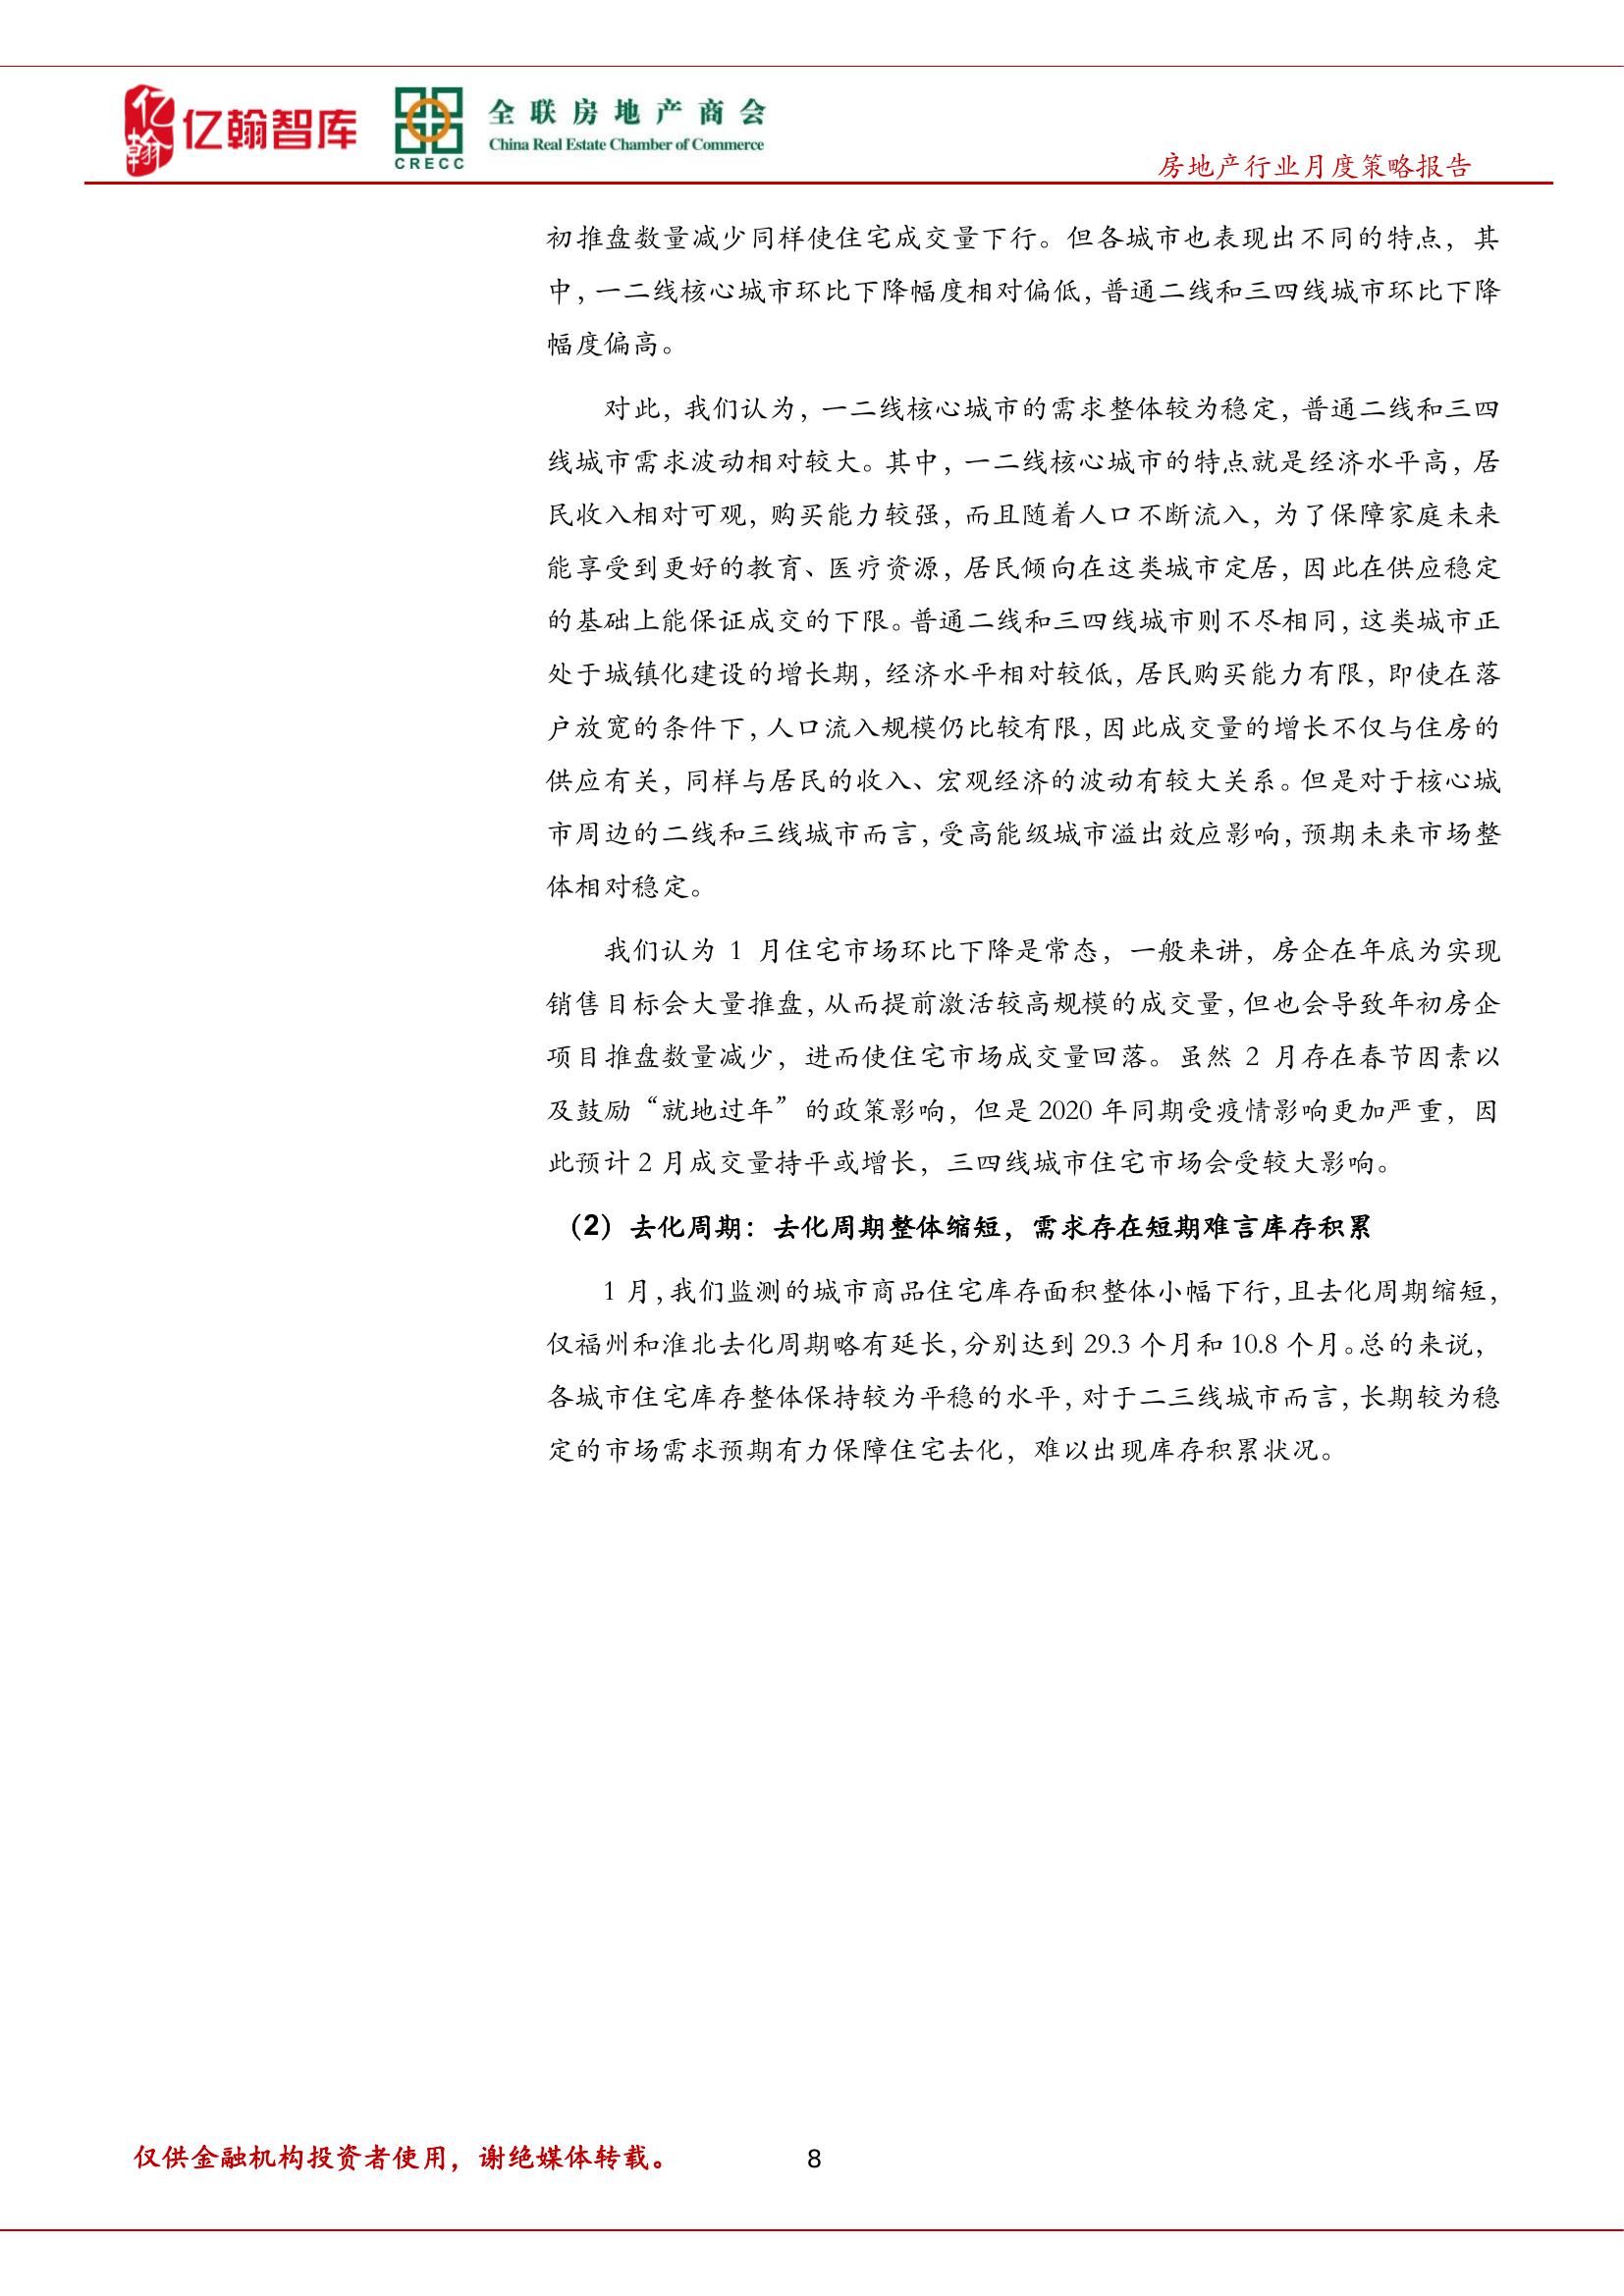 亿翰
亿翰智库
CRECC
全联房地产商会
China Real Estate Chamber of Commerce
房地产行业月度策略报告
初推盘数量减少同样使住宅成交量下行。但各城市也表现出不同的特点，其
中，一二线核心城市环比下降幅度相对偏低，普通二线和三四线城市环比下降
幅度偏高。
对此，我们认为，一二线核心城市的需求整体较为稳定，普通二线和三四
线城市需求波动相对较大。其中，一二线核心城市的特点就是经济水平高，居
民收入相对可观，购买能力较强，而且随着人口不断流入，为了保障家庭未来
能享受到更好的教育、医疗资源，居民倾向在这类城市定居，因此在供应稳定
的基础上能保证成交的下限。普通二线和三四线城市则不尽相同，这类城市正
处于城镇化建设的增长期，经济水平相对较低，居民购买能力有限，即使在落
户放宽的条件下，人口流入规模仍比较有限，因此成交量的增长不仅与住房的
供应有关，同样与居民的收入、宏观经济的波动有较大关系。但是对于核心城
市周边的二线和三线城市而言，受高能级城市溢出效应影响，预期未来市场整
体相对稳定。
我们认为 1 月住宅市场环比下降是常态，一般来讲，房企在年底为实现
销售目标会大量推盘，从而提前激活较高规模的成交量，但也会导致年初房企
项目推盘数量减少，进而使住宅市场成交量回落。虽然 2 月存在春节因素以
及鼓励“就地过年”的政策影响，但是 2020 年同期受疫情影响更加严重，因
此预计 2 月成交量持平或增长，三四线城市住宅市场会受较大影响。
（2）去化周期：去化周期整体缩短，需求存在短期难言库存积累
1 月，我们监测的城市商品住宅库存面积整体小幅下行，且去化周期缩短，
仅福州和淮北去化周期略有延长，分别达到 29.3 个月和 10.8 个月。总的来说，
各城市住宅库存整体保持较为平稳的水平，对于二三线城市而言，长期较为稳
定的市场需求预期有力保障住宅去化，难以出现库存积累状况。
仅供金融机构投资者使用，谢绝媒体转载。
8